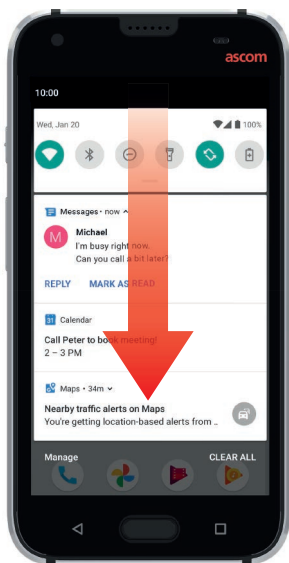 ascom
10:00
Wed, Jan 20
100%
Messages • now
M
Michael
I'm busy right now.
Can you call a bit later?
REPLY MARK AS READ
31 Calendar
Call Peter to book meeting!
2 – 3 PM
Maps • 34m
Nearby traffic alerts on Maps
You're getting location-based alerts from ..
Manage CLEAR ALL